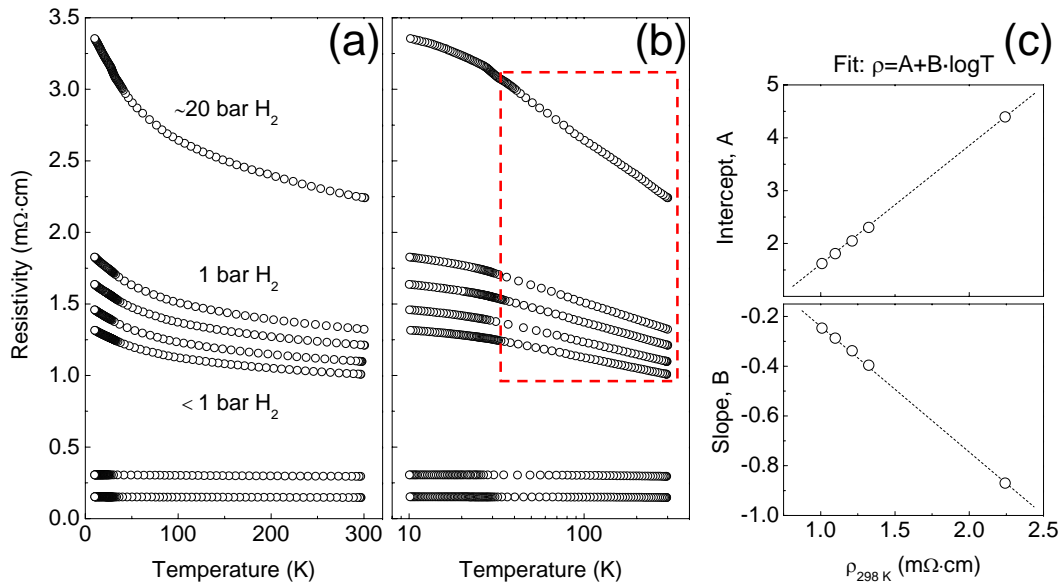 (a)
(b)
(c)
Resistivity (mΩ·cm)
3.5
3.0
2.5
2.0
1.5
1.0
0.5
0.0
~20 bar H2
1 bar H2
< 1 bar H2
0 100 200 300
Temperature (K)
10 100
Temperature (K)
Fit: ρ=A+B·logT
Intercept, A
5
4
3
2
Slope, B
-0.2
-0.4
-0.6
-0.8
-1.0
1.0 1.5 2.0 2.5
ρ298 K (mΩ·cm)